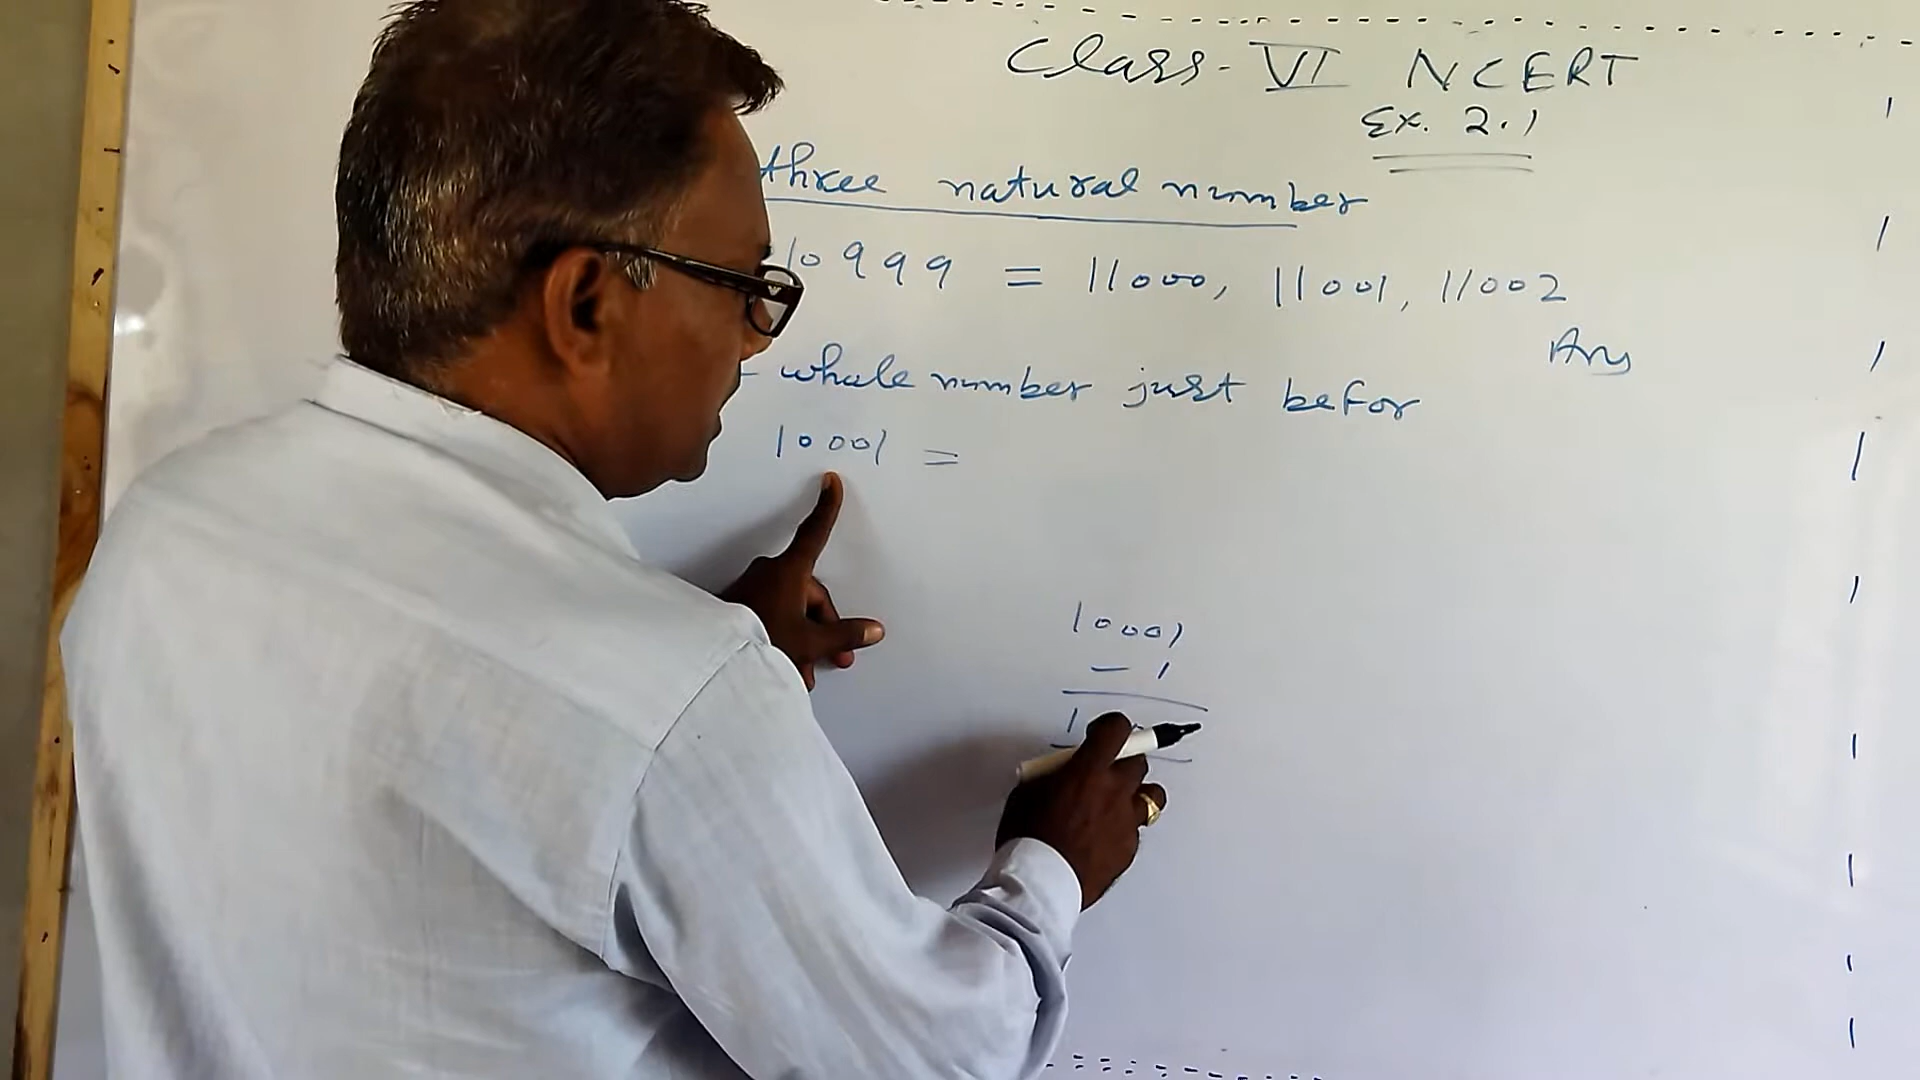 Class-VI NCERT
Ex. 2.1
three natural number
10999 = 11000, 11001, 11002
Ans
whole number just befor
10001 =
10001
- 1
1